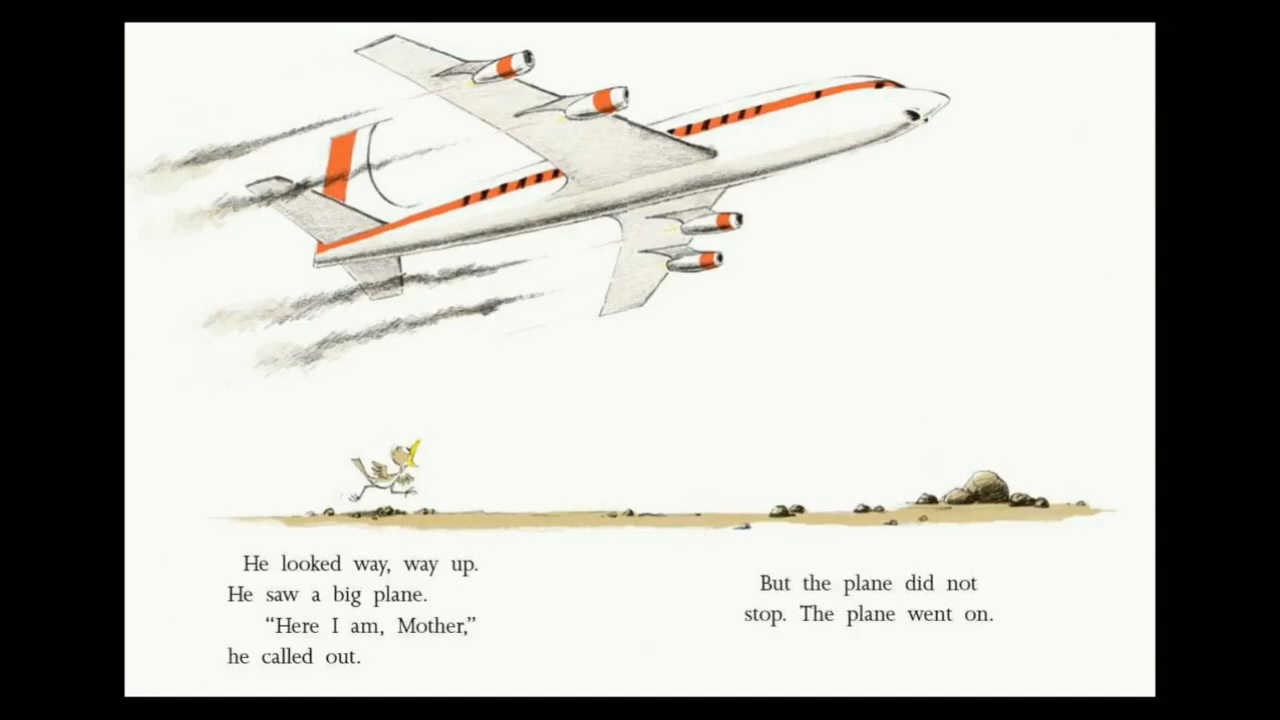 He looked way, way up.
He saw a big plane.
“Here I am, Mother,”
he called out.
But the plane did not
stop. The plane went on.